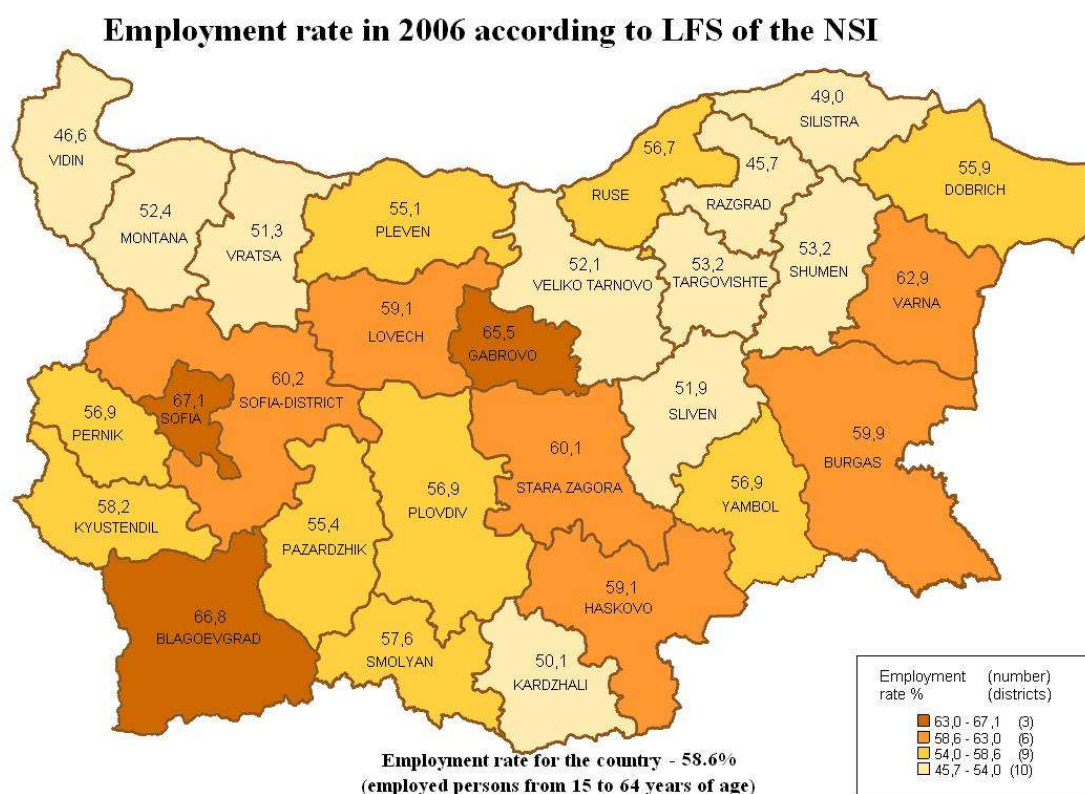 Employment rate in 2006 according to LFS of the NSI
49,0
SILISTRA
46,6
VIDIN
56,7
RUSE
45,7
RAZGRAD
55,9
DOBRICH
52,4
MONTANA
51,3
VRATSA
55,1
PLEVEN
52,1
VELIKO TARNOVO
53,2
TARGOVISHTE
53,2
SHUMEN
62,9
VARNA
59,1
LOVECH
65,5
GABROVO
60,2
SOFIA-DISTRICT
67,1
SOFIA
56,9
PERNIK
51,9
SLIVEN
59,9
BURGAS
60,1
STARA ZAGORA
56,9
PLOVDIV
56,9
YAMBOL
58,2
KYUSTENDIL
55,4
PAZARDZHIK
59,1
HASKOVO
66,8
BLAGOEVGRAD
57,6
SMOLYAN
50,1
KARDZHALI
Employment (number)
rate % (districts)
63,0 - 67,1 (3)
58,6 - 63,0 (6)
54,0 - 58,6 (9)
45,7 - 54,0 (10)
Employment rate for the country - 58.6%
(employed persons from 15 to 64 years of age)